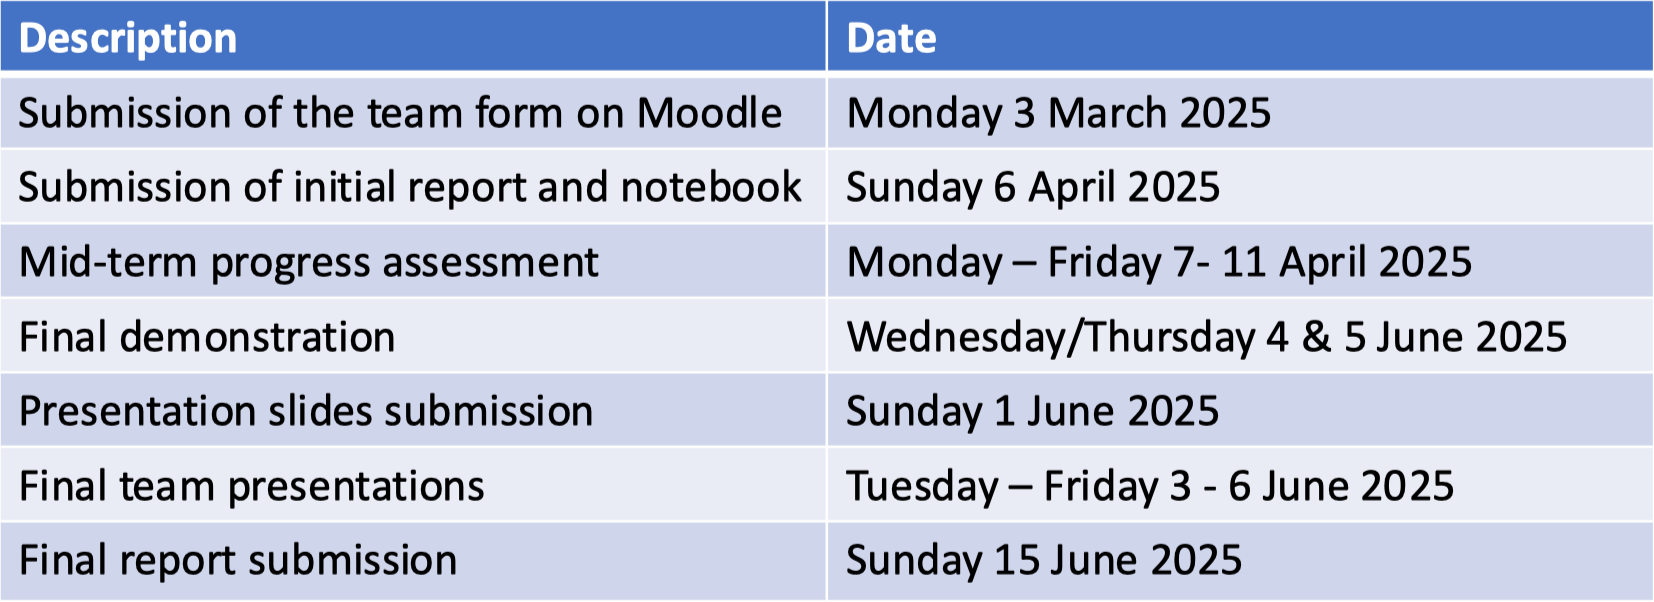 Description Date
Submission of the team form on Moodle Monday 3 March 2025
Submission of initial report and notebook Sunday 6 April 2025
Mid-term progress assessment Monday – Friday 7- 11 April 2025
Final demonstration Wednesday/Thursday 4 & 5 June 2025
Presentation slides submission Sunday 1 June 2025
Final team presentations Tuesday – Friday 3 - 6 June 2025
Final report submission Sunday 15 June 2025